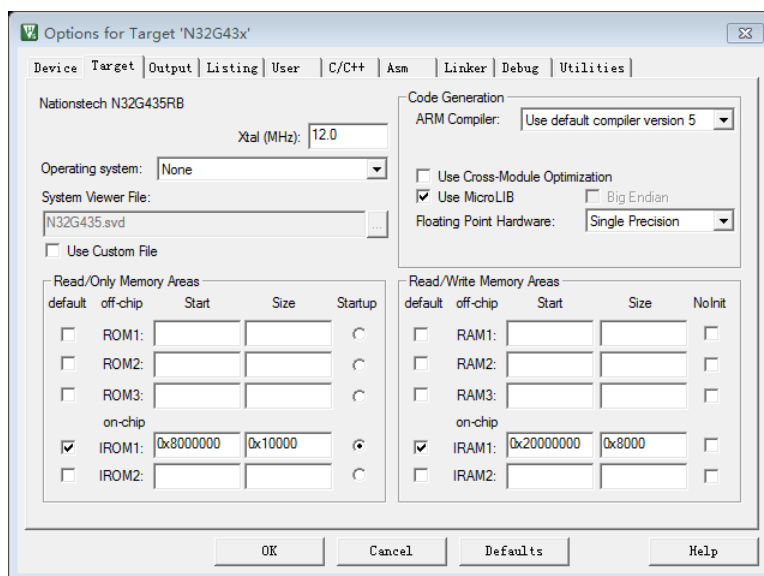 Options for Target 'N32G43x'
Device Target Output Listing User C/C++ Asm Linker Debug Utilities
Nationstech N32G435RB
Xtal (MHz): 12.0
Operating system: None
System Viewer File:
N32G435.svd ...
Use Custom File
Code Generation
ARM Compiler: Use default compiler version 5
Use Cross-Module Optimization
Use MicroLIB Big Endian
Floating Point Hardware: Single Precision
Read/Only Memory Areas
default off-chip Start Size Startup
ROM1:
ROM2:
ROM3:
on-chip
IROM1: 0x8000000 0x10000
IROM2:
Read/Write Memory Areas
default off-chip Start Size NoInit
RAM1:
RAM2:
RAM3:
on-chip
IRAM1: 0x20000000 0x8000
IRAM2:
OK Cancel Defaults Help